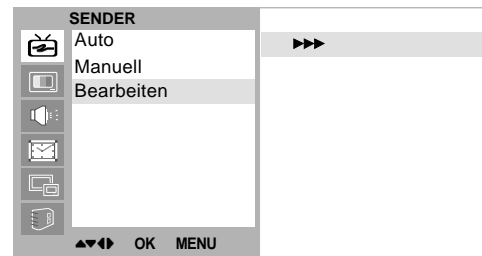 SENDER
Auto
▶▶▶
Manuell
Bearbeiten
▲▼◀▶ OK MENU